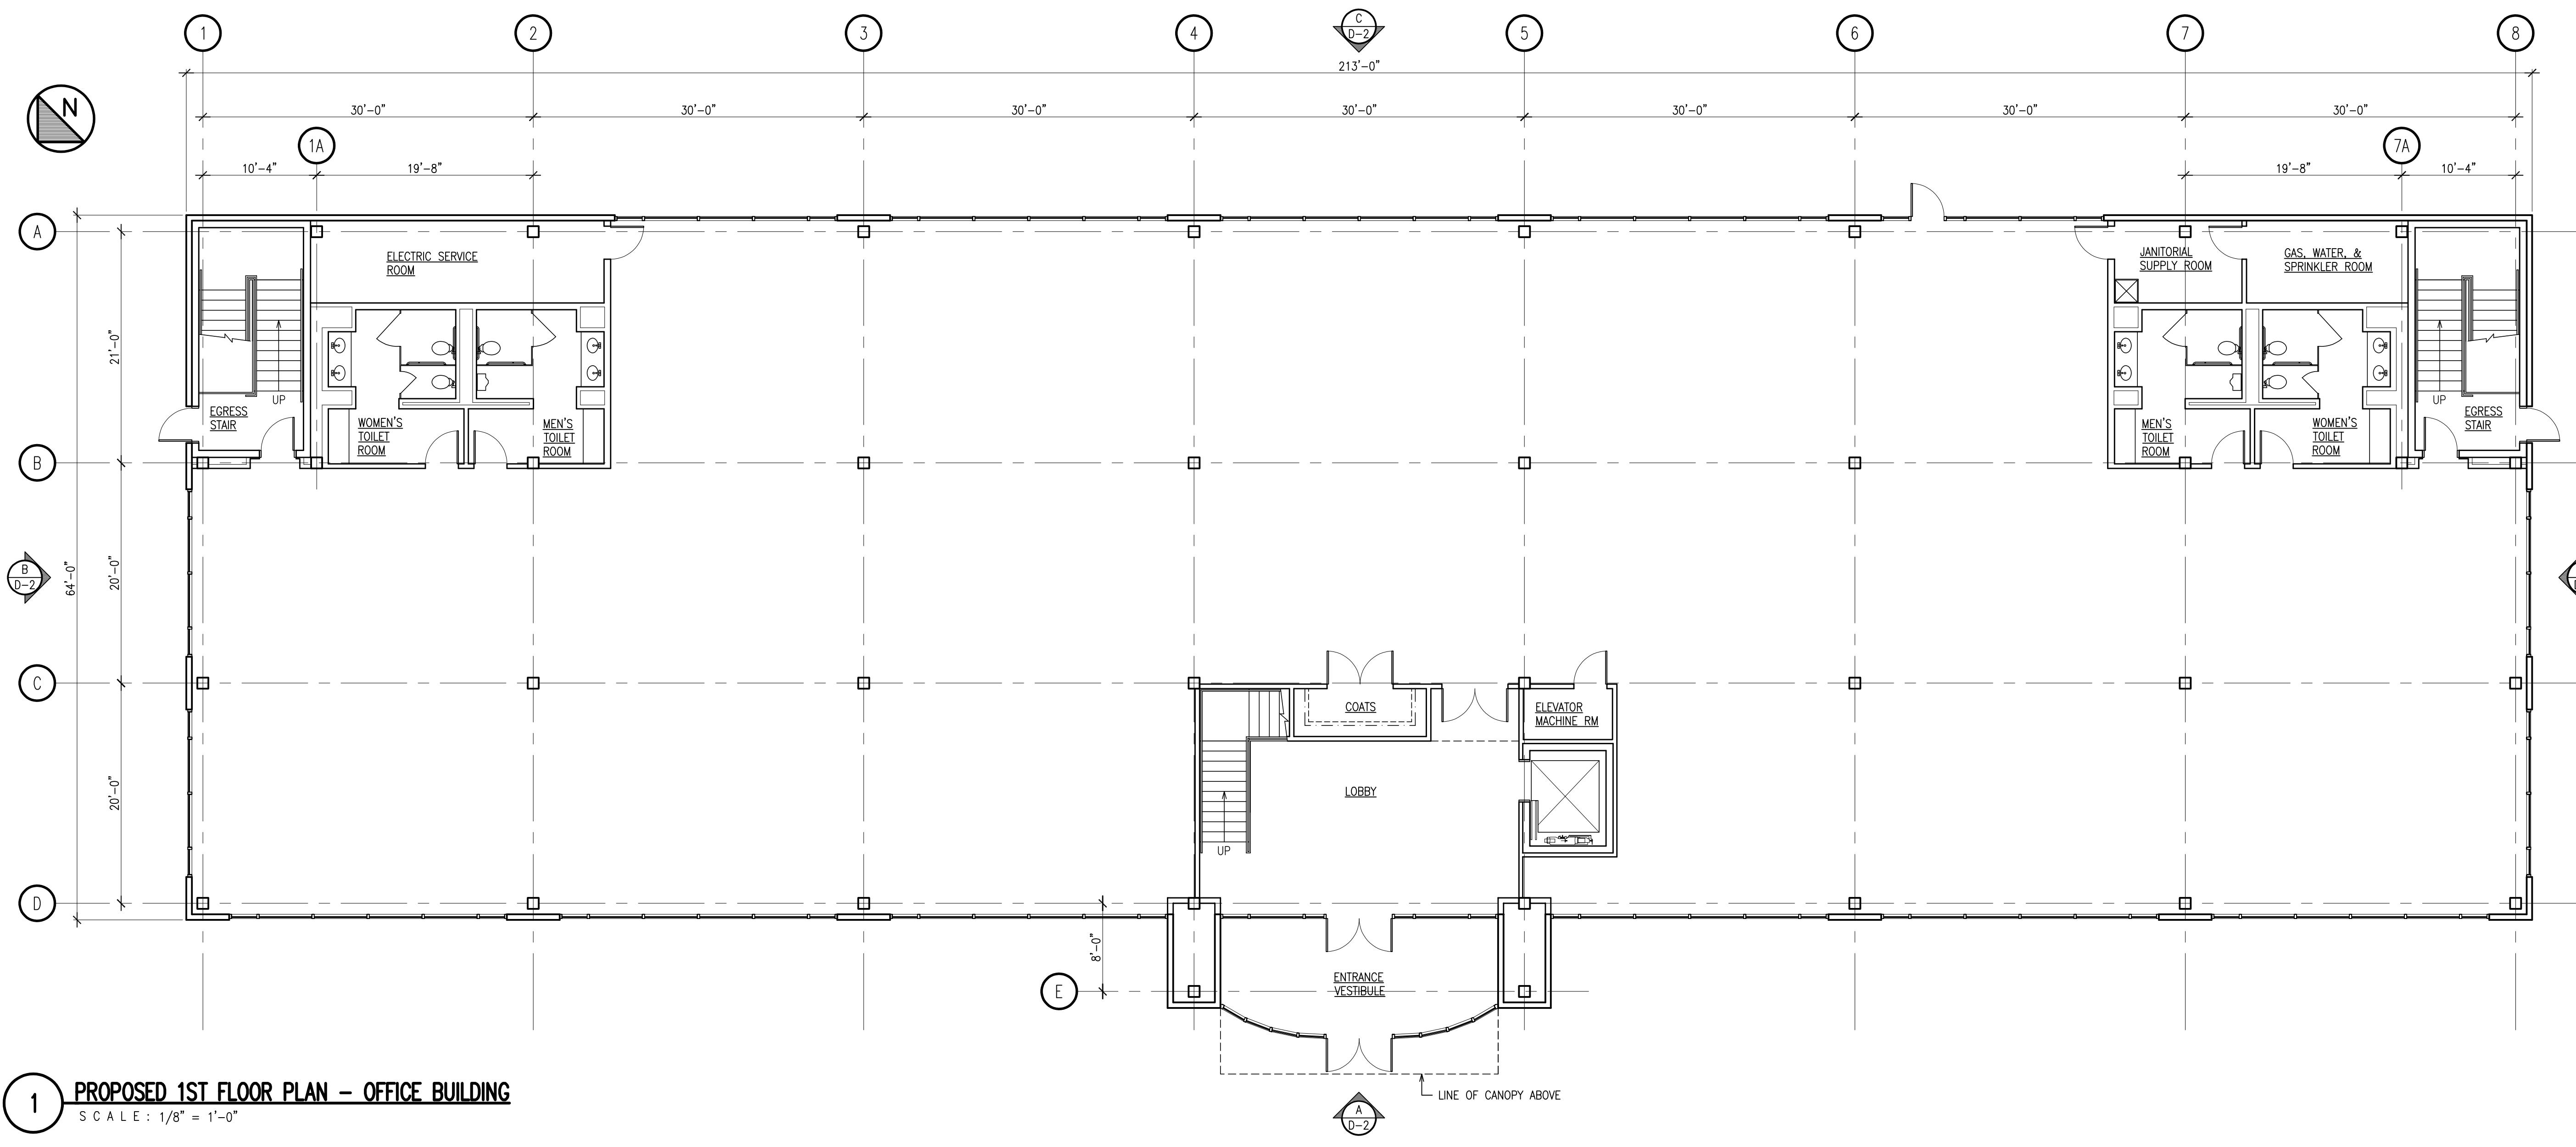 1
2
3
4
C
D-2
5
6
7
8
213'-0"
N
30'-0"
30'-0"
30'-0"
30'-0"
30'-0"
30'-0"
30'-0"
1A
7A
10'-4"
19'-8"
19'-8"
10'-4"
A
ELECTRIC SERVICE
ROOM
JANITORIAL
SUPPLY ROOM
GAS, WATER, &
SPRINKLER ROOM
21'-0"
UP
UP
EGRESS
STAIR
WOMEN'S
TOILET
ROOM
MEN'S
TOILET
ROOM
MEN'S
TOILET
ROOM
WOMEN'S
TOILET
ROOM
EGRESS
STAIR
B
B
D-2
64'-0"
20'-0"
C
COATS
ELEVATOR
MACHINE RM
20'-0"
LOBBY
UP
D
8'-0"
E
ENTRANCE
VESTIBULE
LINE OF CANOPY ABOVE
A
D-2
1
PROPOSED 1ST FLOOR PLAN – OFFICE BUILDING
SCALE: 1/8" = 1'-0"